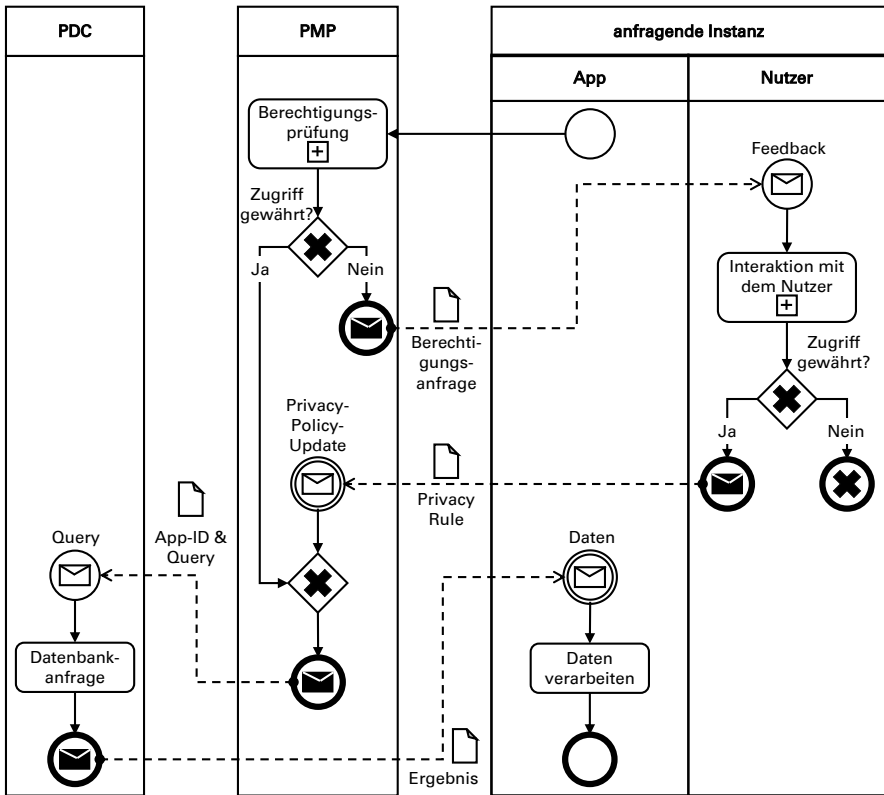 PDC
PMP
anfragende Instanz
App
Nutzer
Berechtigungs-
prüfung
Feedback
Zugriff
gewährt?
Ja
Nein
Interaktion mit
dem Nutzer
Berechti-
gungs-
anfrage
Zugriff
gewährt?
Ja
Nein
Privacy-
Policy-
Update
Privacy
Rule
App-ID &
Query
Query
Daten
Datenbank-
anfrage
Daten
verarbeiten
Ergebnis